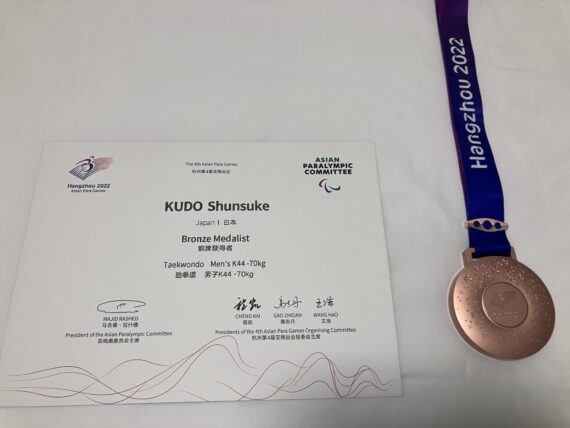 Hangzhou 2022
Asian Para Games
The 4th Asian Para Games
杭州第4届亚残运会
ASIAN
PARALYMPIC
COMMITTEE
KUDO Shunsuke
Japan | 日本
Bronze Medalist
铜牌获得者
Taekwondo Men's K44 -70kg
跆拳道 男子K44 -70kg
MAJID RASHED
马吉德·拉什德
President of the Asian Paralympic Committee
亚残奥委员会主席
CHENG KAI
程凯
GAO ZHIDAN
高志丹
WANG HAO
王浩
Presidents of the 4th Asian Para Games Organising Committee
杭州第4届亚残运会组委会主席
Hangzhou 2022